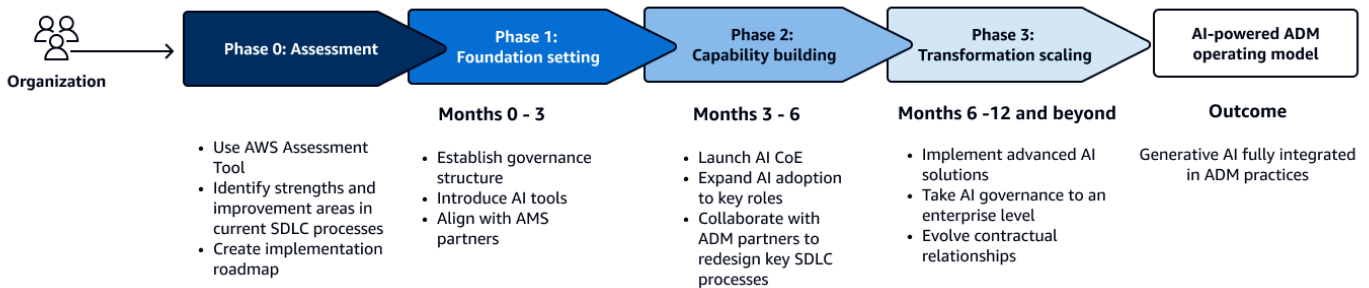 Organization
Phase 0: Assessment
• Use AWS Assessment
Tool
• Identify strengths and
improvement areas in
current SDLC processes
• Create implementation
roadmap
Phase 1:
Foundation setting
Months 0 - 3
• Establish governance
structure
• Introduce AI tools
• Align with AMS
partners
Phase 2:
Capability building
Months 3 - 6
• Launch AI CoE
• Expand AI adoption
to key roles
• Collaborate with
ADM partners to
redesign key SDLC
processes
Phase 3:
Transformation scaling
Months 6 -12 and beyond
• Implement advanced AI
solutions
• Take AI governance to an
enterprise level
• Evolve contractual
relationships
AI-powered ADM
operating model
Outcome
Generative AI fully integrated
in ADM practices